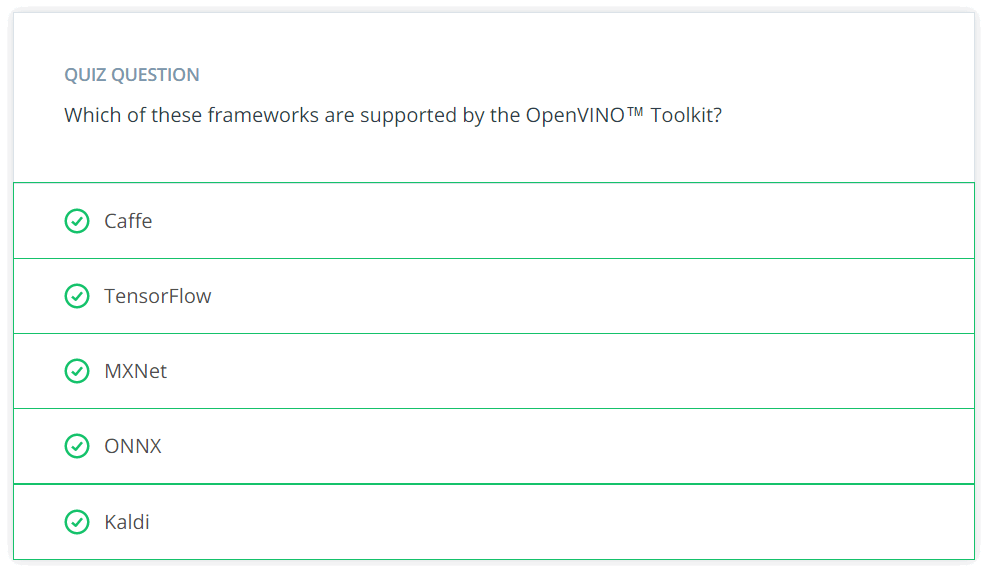 QUIZ QUESTION
Which of these frameworks are supported by the OpenVINO™ Toolkit?
Caffe
TensorFlow
MXNet
ONNX
Kaldi